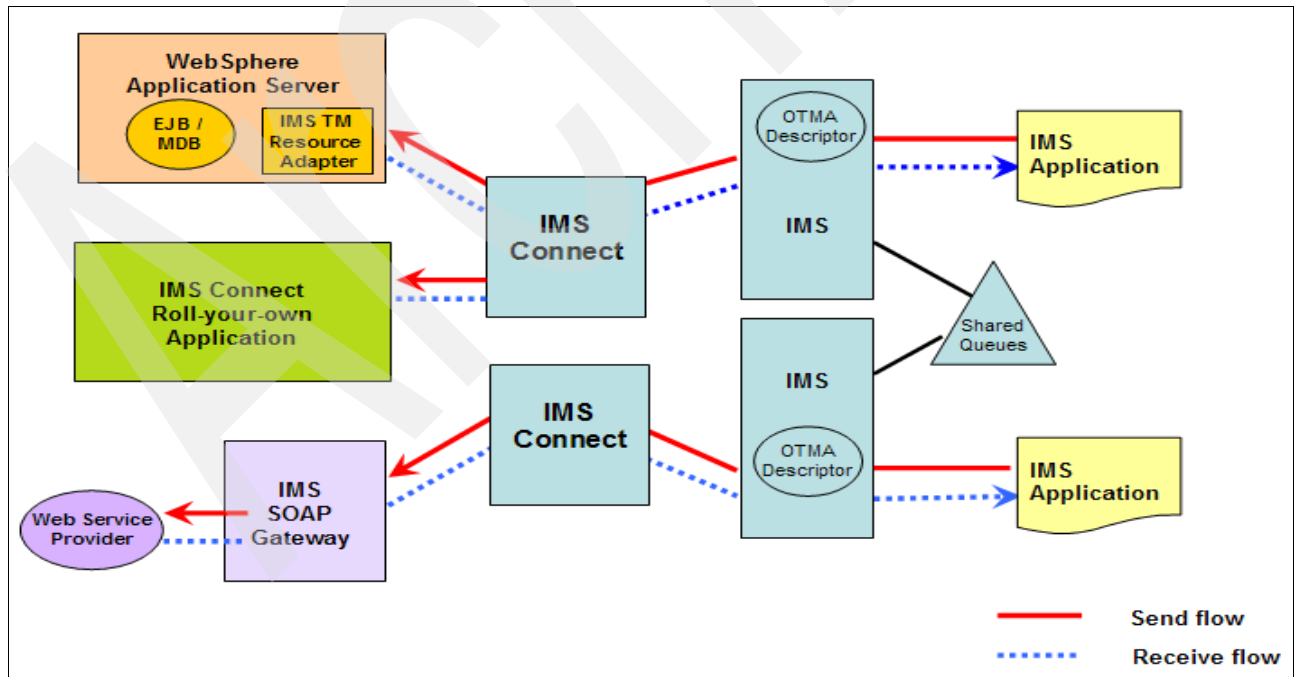 WebSphere
Application Server
EJB /
MDB
IMS TM
Resource
Adapter
IMS
Connect
OTMA
Descriptor
IMS
IMS
Application
IMS Connect
Roll-your-own
Application
Shared
Queues
IMS
Connect
IMS
OTMA
Descriptor
IMS
Application
IMS
SOAP
Gateway
Web Service
Provider
Send flow
Receive flow